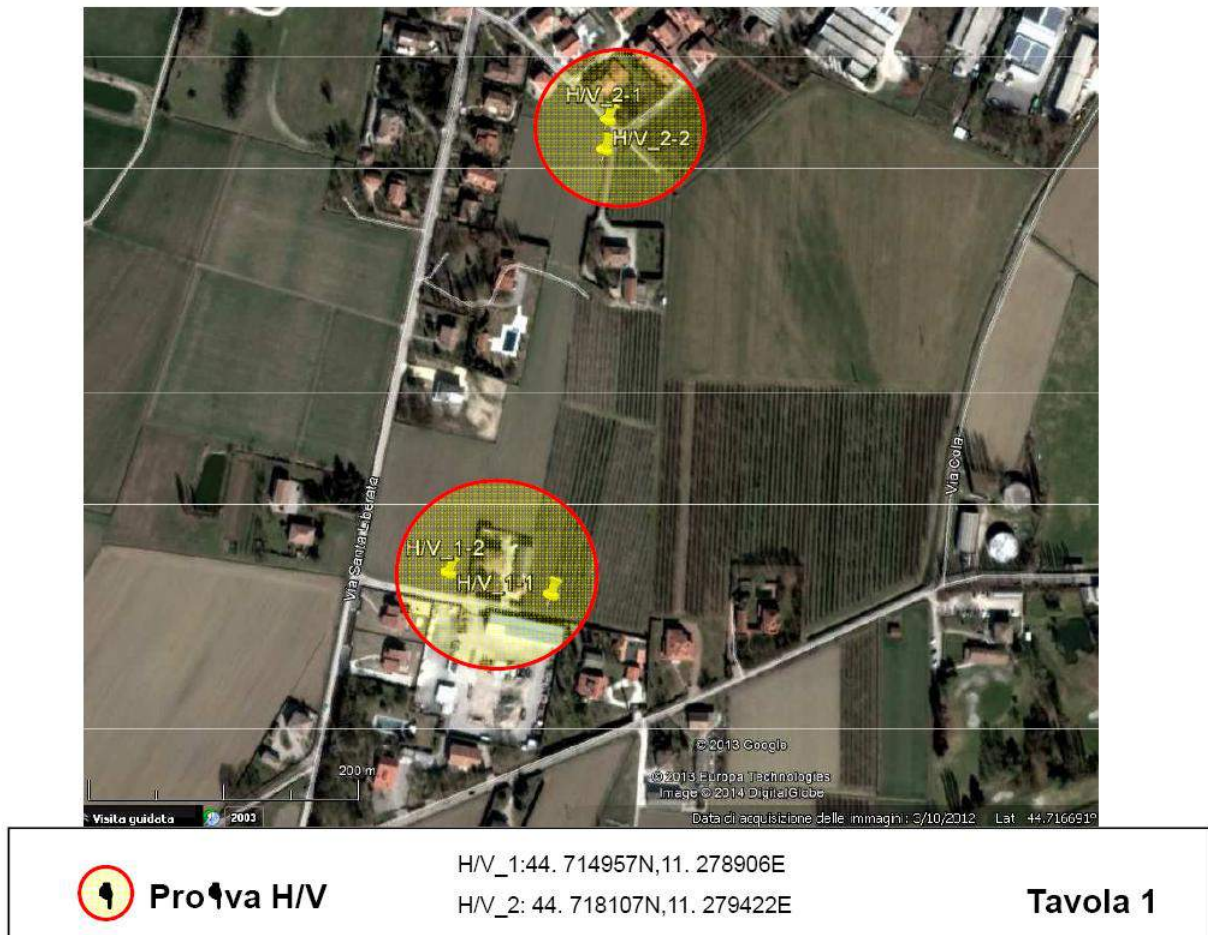 H/V_2-1
H/V_2-2
Via Cola
Via Santa Liberata
H/V_1-2
H/V_1-1
© 2013 Google
© 2013 Europa Technologies
Image © 2014 DigitalGlobe
200 m
Visita guidata 2003
Data di acquisizione delle immagini: 3/10/2012 Lat 44.716691°
Prova H/V
H/V_1:44. 714957N,11. 278906E
H/V_2: 44. 718107N,11. 279422E
Tavola 1